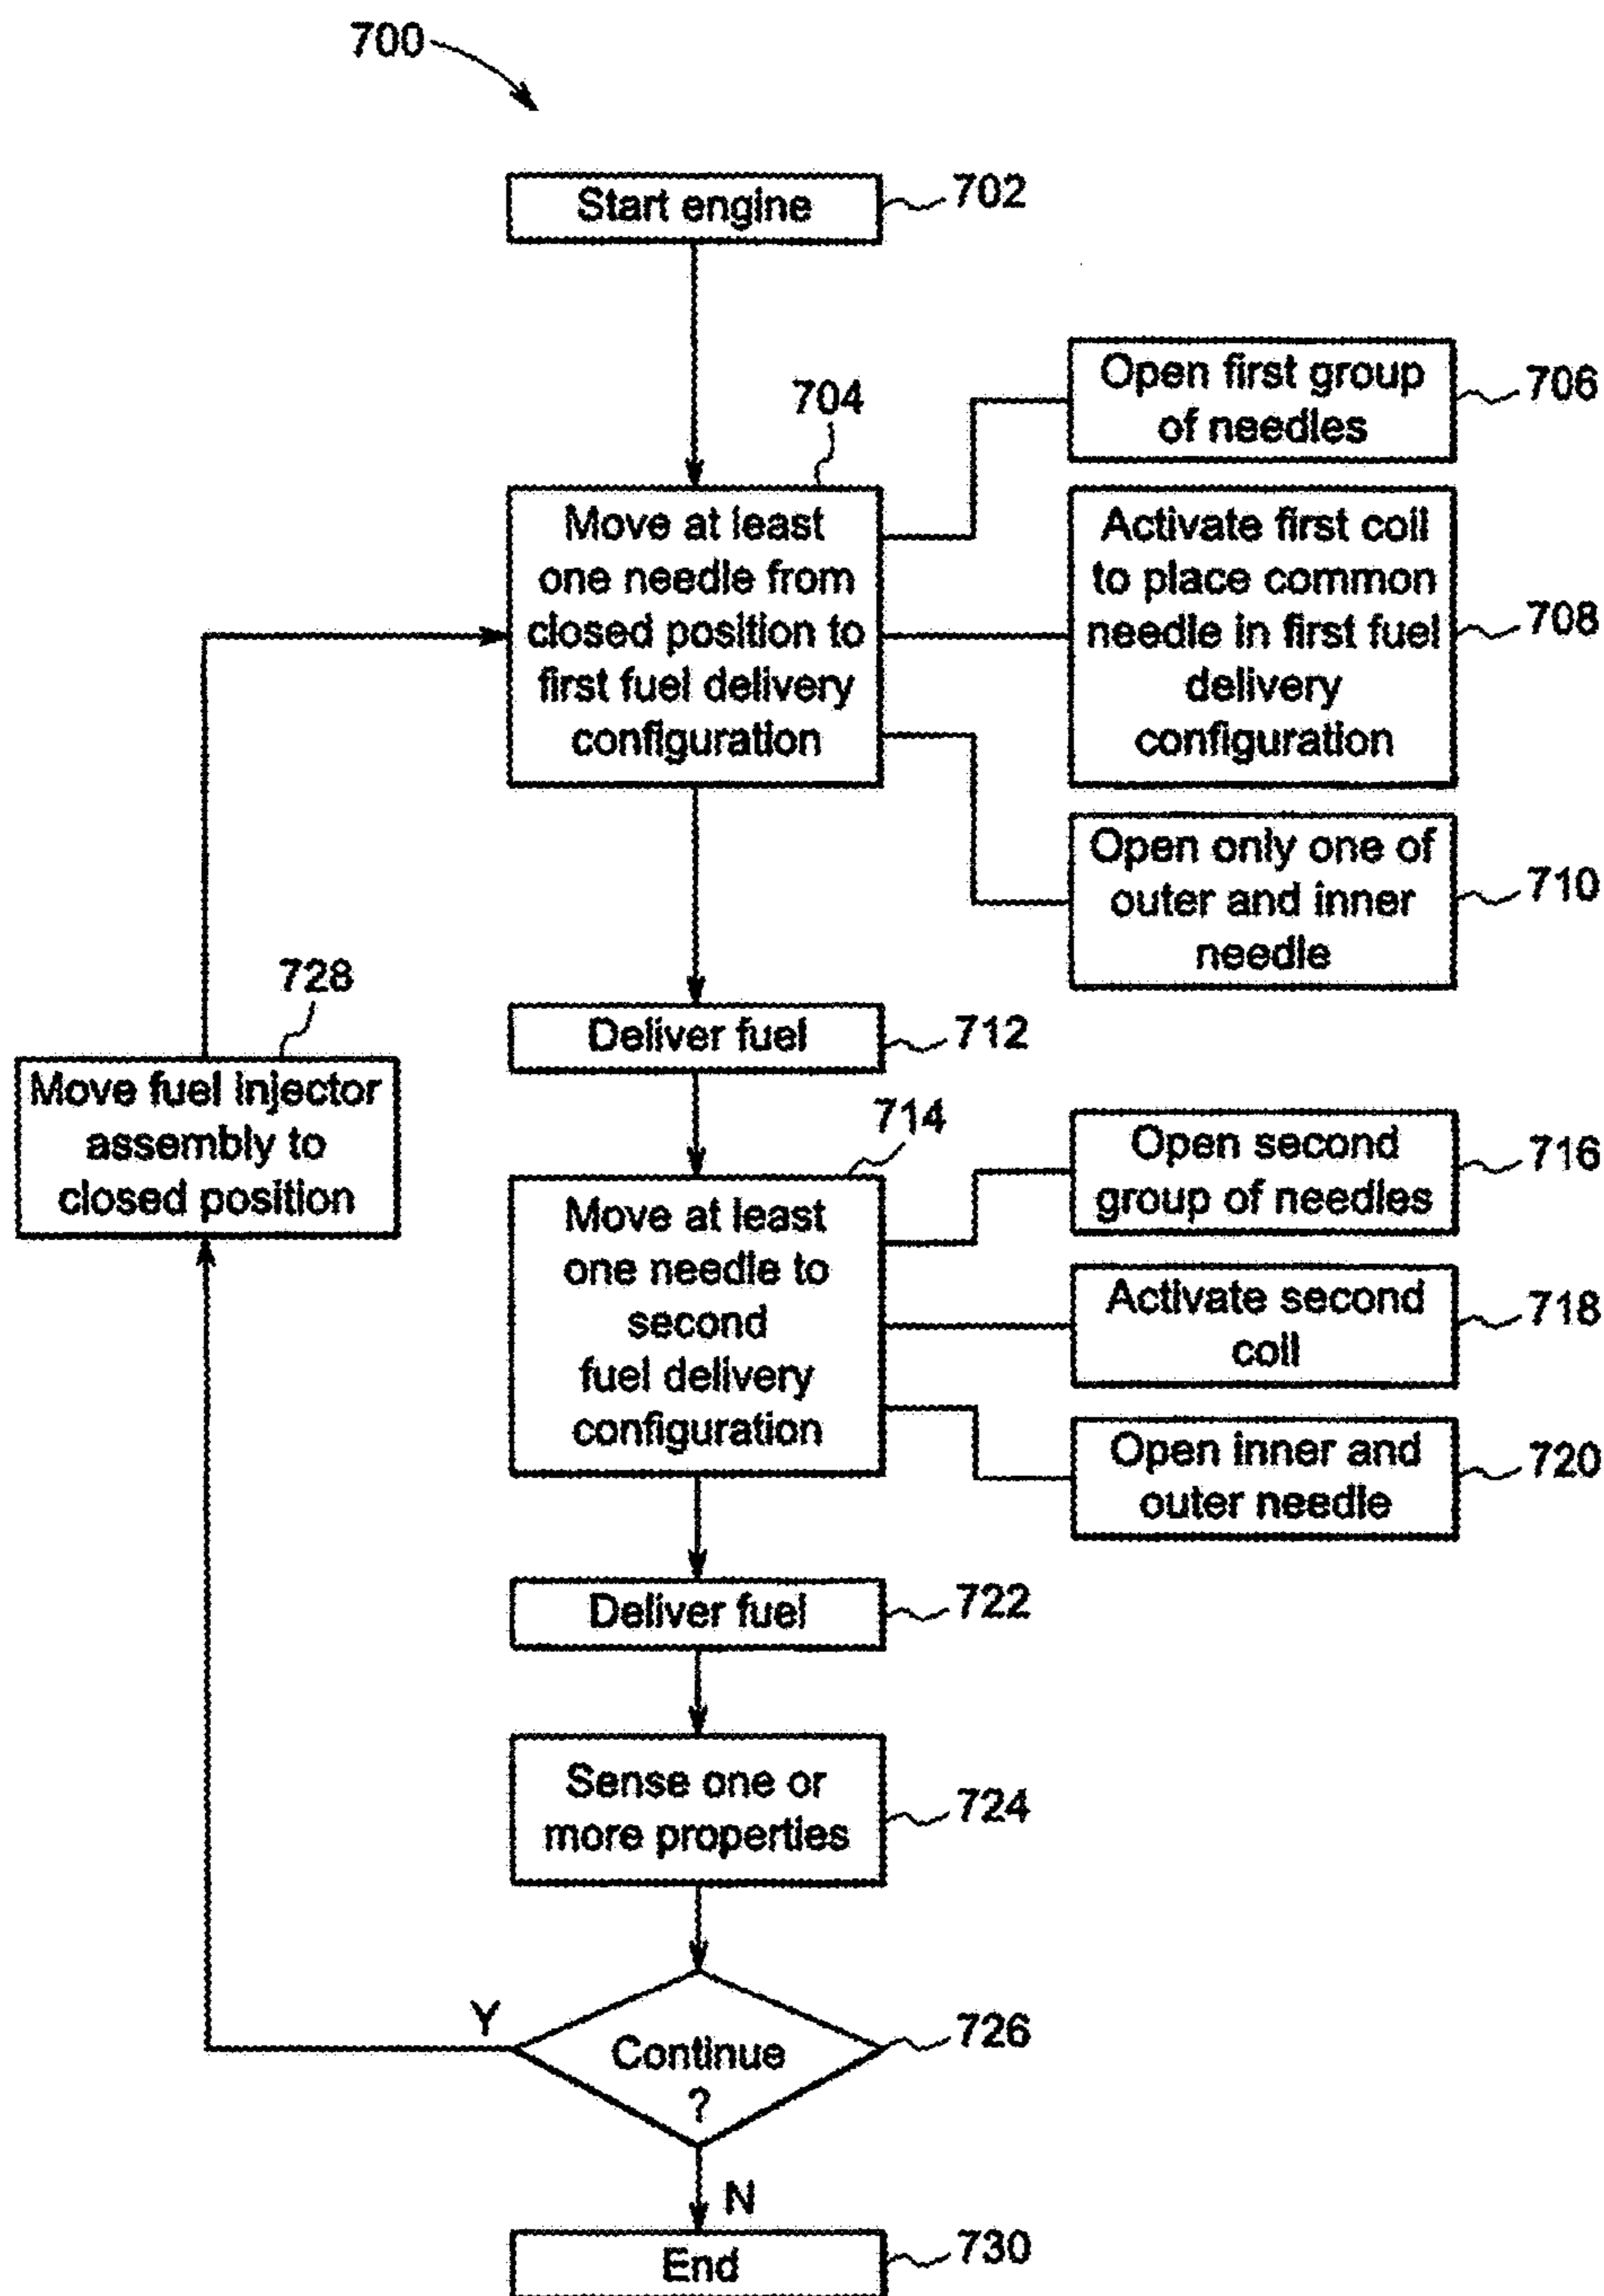 700
Start engine
702
704
Move at least
one needle from
closed position to
first fuel delivery
configuration
Open first group
of needles
706
Activate first coil
to place common
needle in first fuel
delivery
configuration
708
Open only one of
outer and inner
needle
710
728
Move fuel injector
assembly to
closed position
Deliver fuel
712
714
Move at least
one needle to
second
fuel delivery
configuration
Open second
group of needles
716
Activate second
coil
718
Open inner and
outer needle
720
Deliver fuel
722
Sense one or
more properties
724
Y
Continue
?
726
N
End
730